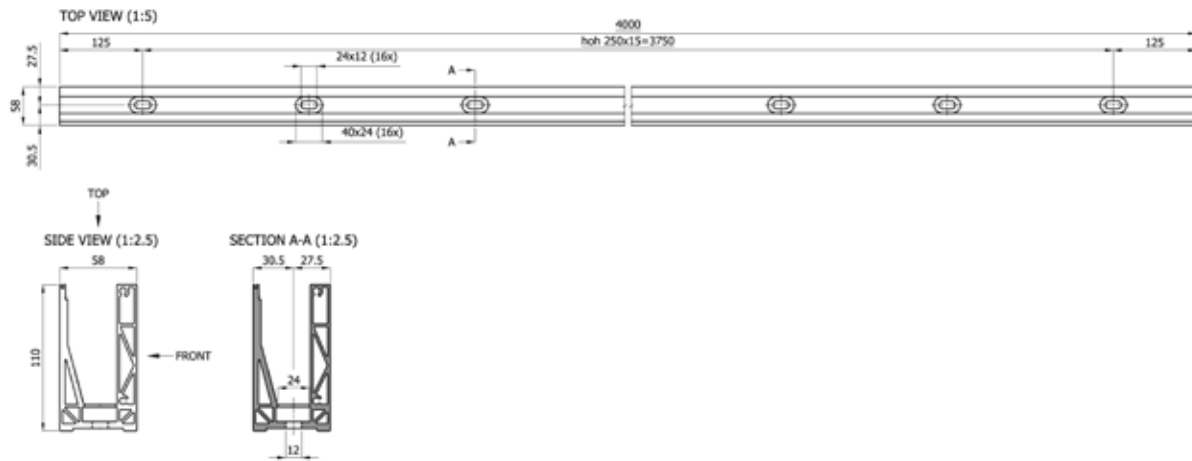 TOP VIEW (1:5)
4000
125
hoh 250x15=3750
125
27.5
24x12 (16x)
A
58
40x24 (16x)
A
30.5
TOP
SIDE VIEW (1:2.5)
SECTION A-A (1:2.5)
58
30.5
27.5
110
FRONT
24
12